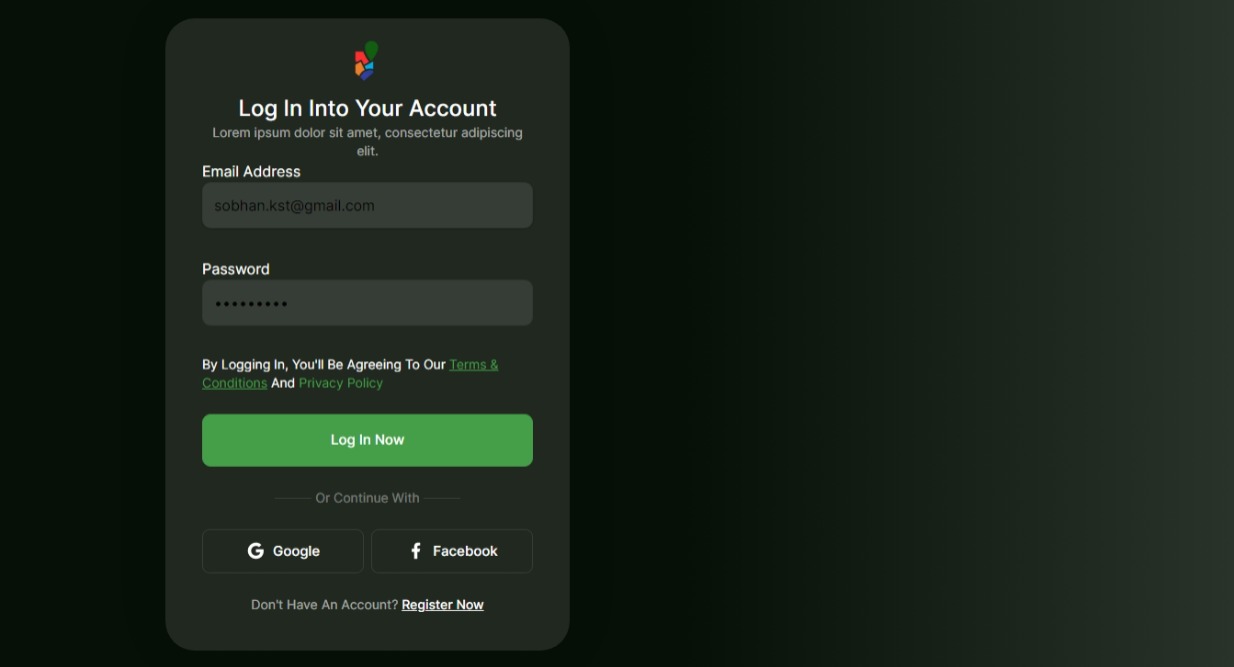 Log In Into Your Account
Lorem ipsum dolor sit amet, consectetur adipiscing
elit.
Email Address
sobhan.kst@gmail.com
Password
•••••••••
By Logging In, You'll Be Agreeing To Our Terms &
Conditions And Privacy Policy
Log In Now
Or Continue With
Google
Facebook
Don't Have An Account? Register Now